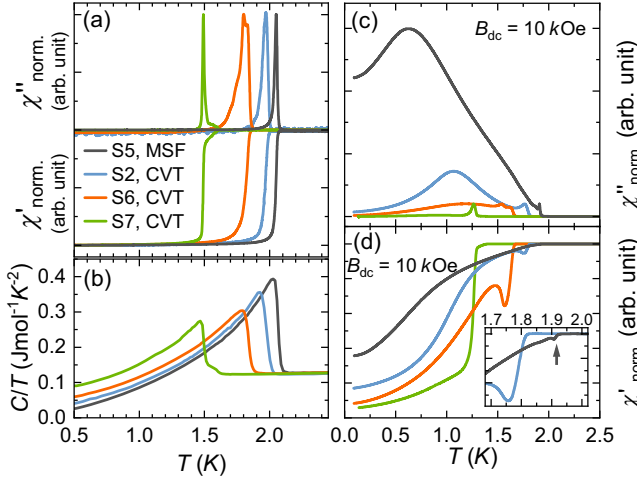 (a)
χ''norm.
(arb. unit)
χ'norm.
(arb. unit)
S5, MSF
S2, CVT
S6, CVT
S7, CVT
(b)
C/T (Jmol⁻¹K⁻²)
0.4
0.3
0.2
0.1
0.0
0.5 1.0 1.5 2.0
T (K)
(c)
B_dc = 10 kOe
χ''norm. (arb. unit)
(d)
B_dc = 10 kOe
χ'norm. (arb. unit)
1.7 1.8 1.9 2.0
0.0 0.5 1.0 1.5 2.0 2.5
T (K)